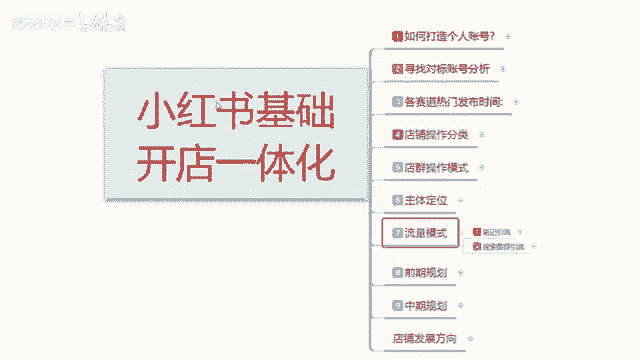 小红书基础
开店一体化
1 如何打造个人账号?
2 寻找对标账号分析
3 各赛道热门发布时间:
4 店铺操作分类
5 店群操作模式
6 主体定位
7 流量模式
笔记引流
搜索推荐引流
8 前期规划
9 中期规划
店铺发展方向